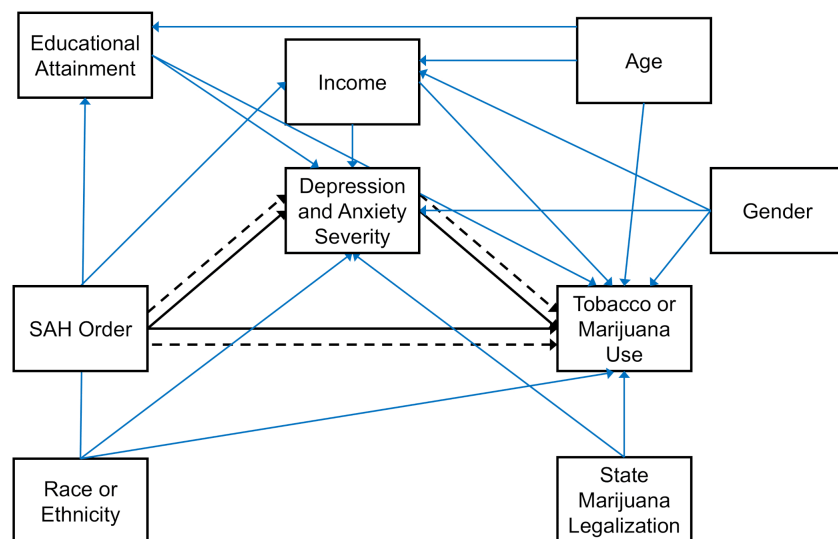 Educational
Attainment
Income
Age
Depression
and Anxiety
Severity
Gender
SAH Order
Tobacco or
Marijuana
Use
Race or
Ethnicity
State
Marijuana
Legalization